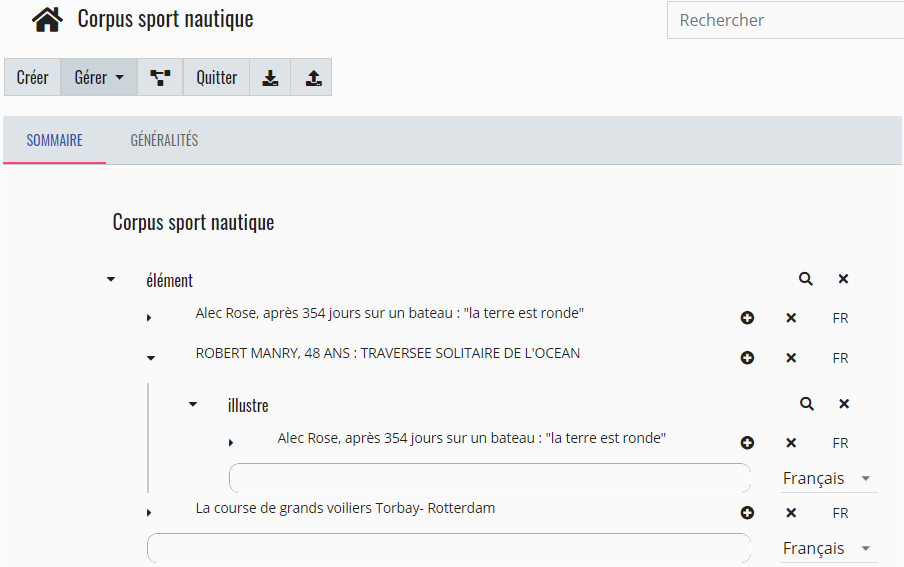 Corpus sport nautique
Rechercher
Créer Gérer Quitter
SOMMAIRE GÉNÉRALITÉS
Corpus sport nautique
élément
Alec Rose, après 354 jours sur un bateau : "la terre est ronde" FR
ROBERT MANRY, 48 ANS : TRAVERSEE SOLITAIRE DE L'OCEAN FR
illustre
Alec Rose, après 354 jours sur un bateau : "la terre est ronde" FR
Français
La course de grands voiliers Torbay- Rotterdam FR
Français